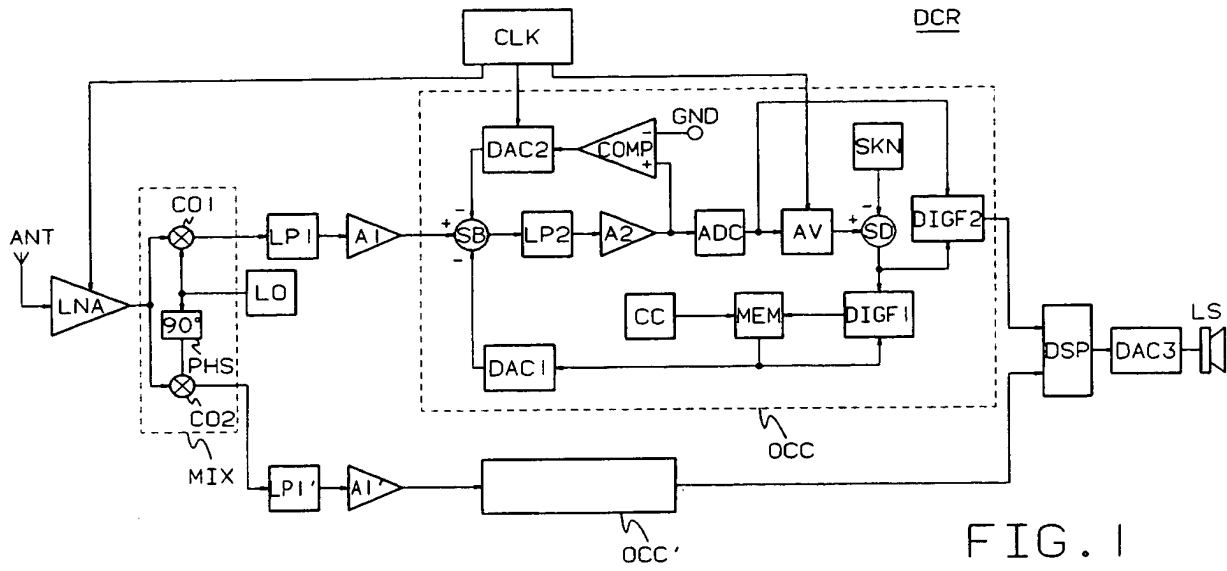 DCR
CLK
GND
DAC2
COMP
-
+
SKN
CO1
-
-
LP1
A1
+
SB
LP2
A2
ADC
AV
+
SD
DIGF2
ANT
-
LNA
LO
90°
CC
MEM
DIGF1
LS
PHS
DAC1
DSP
DAC3
CO2
OCC
MIX
LP1'
A1'
OCC'
FIG. 1